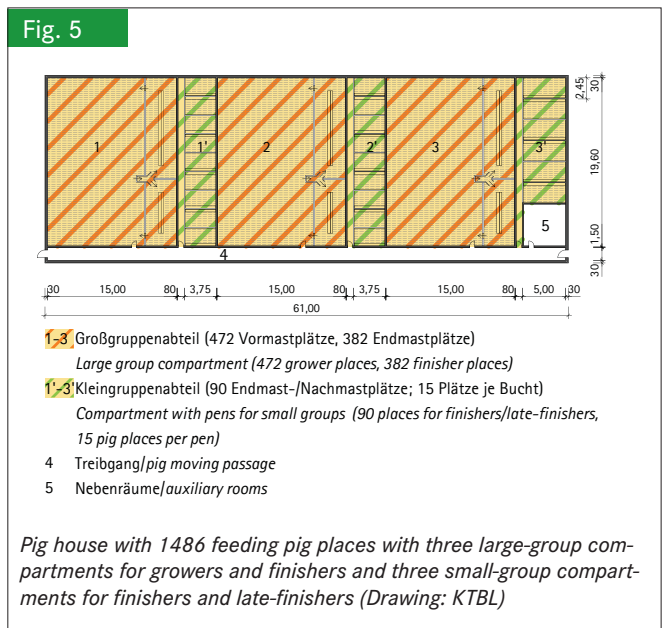 Fig. 5
2,45
30
19,60
1,50
30
1
1'
2
2'
3
3'
5
4
30 15,00 80 3,75 15,00 80 3,75 15,00 80 5,00 30
61,00
1-3 Großgruppenabteil (472 Vormastplätze, 382 Endmastplätze)
Large group compartment (472 grower places, 382 finisher places)
1'-3' Kleingruppenabteil (90 Endmast-/Nachmastplätze; 15 Plätze je Bucht)
Compartment with pens for small groups (90 places for finishers/late-finishers,
15 pig places per pen)
4 Treibgang/pig moving passage
5 Nebenräume/auxiliary rooms
Pig house with 1486 feeding pig places with three large-group com-
partments for growers and finishers and three small-group compart-
ments for finishers and late-finishers (Drawing: KTBL)